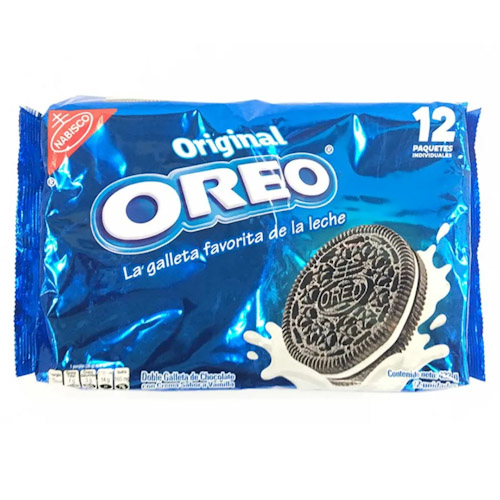 NABISCO
Original
OREO
La galleta favorita de la leche
12
PAQUETES
INDIVIDUALES
OREO
Doble Galleta de Chocolate
con Crema Sabor a Vainilla
Contenido neto